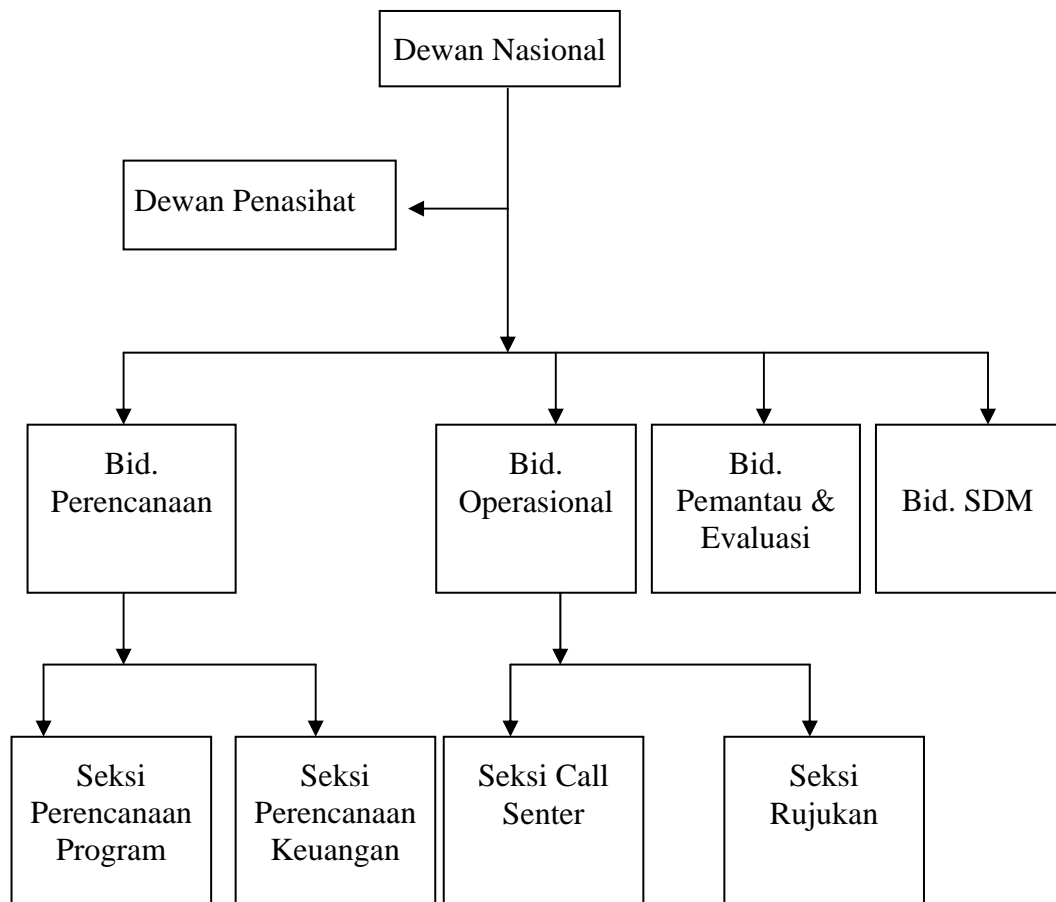 Dewan Nasional
Dewan Penasihat
Bid.
Perencanaan
Bid.
Operasional
Bid.
Pemantau &
Evaluasi
Bid. SDM
Seksi
Perencanaan
Program
Seksi
Perencanaan
Keuangan
Seksi Call
Senter
Seksi
Rujukan